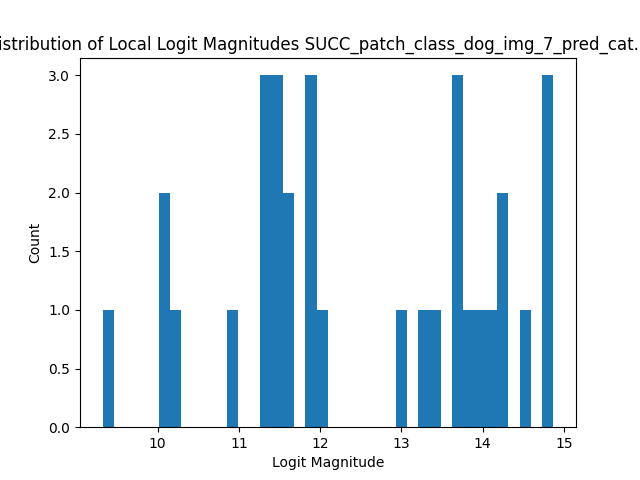 istribution of Local Logit Magnitudes SUCC_patch_class_dog_img_7_pred_cat.
3.0
2.5
2.0
1.5
1.0
0.5
0.0
Count
10 11 12 13 14 15
Logit Magnitude